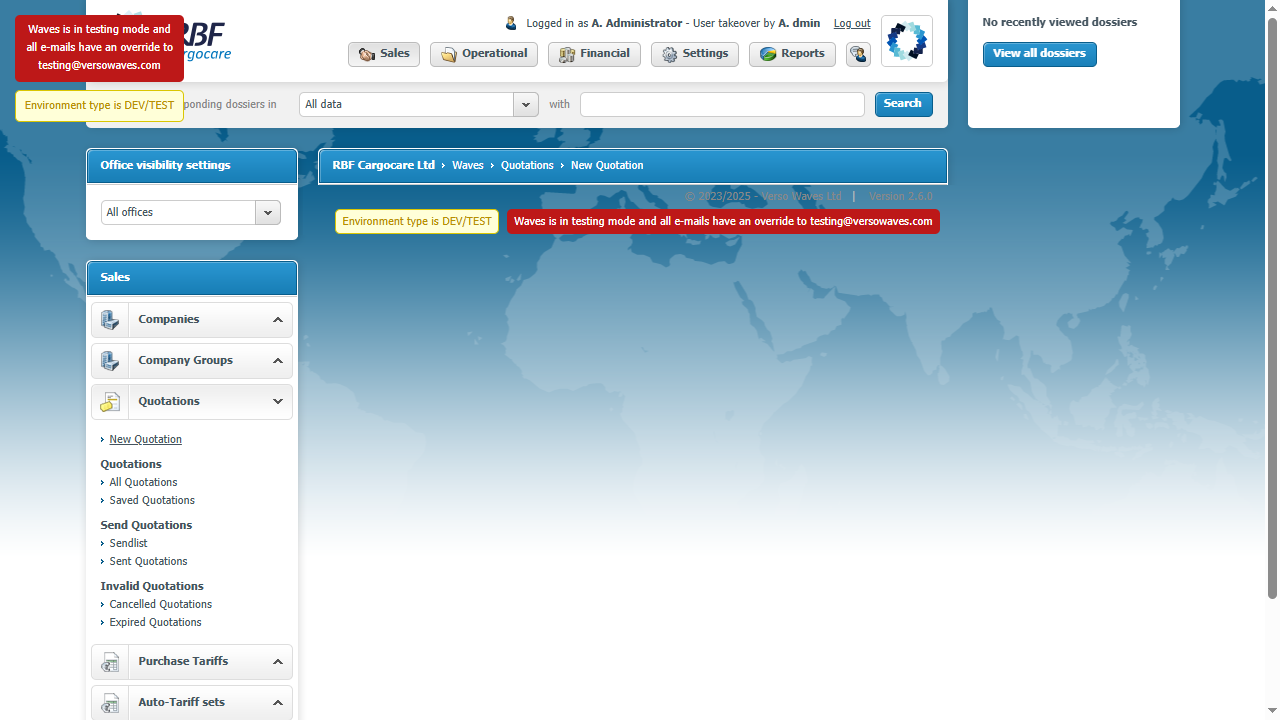 Waves is in testing mode and
all e-mails have an override to
testing@versowaves.com
Environment type is DEV/TEST
RBF
cargocare
Logged in as A. Administrator - User takeover by A. dmin
Log out
Sales
Operational
Financial
Settings
Reports
ponding dossiers in
All data
with
Search
No recently viewed dossiers
View all dossiers
Office visibility settings
All offices
RBF Cargocare Ltd › Waves › Quotations › New Quotation
© 2023/2025 - Verso Waves Ltd | Version 2.6.0
Environment type is DEV/TEST
Waves is in testing mode and all e-mails have an override to testing@versowaves.com
Sales
Companies
Company Groups
Quotations
› New Quotation
Quotations
› All Quotations
› Saved Quotations
Send Quotations
› Sendlist
› Sent Quotations
Invalid Quotations
› Cancelled Quotations
› Expired Quotations
Purchase Tariffs
Auto-Tariff sets